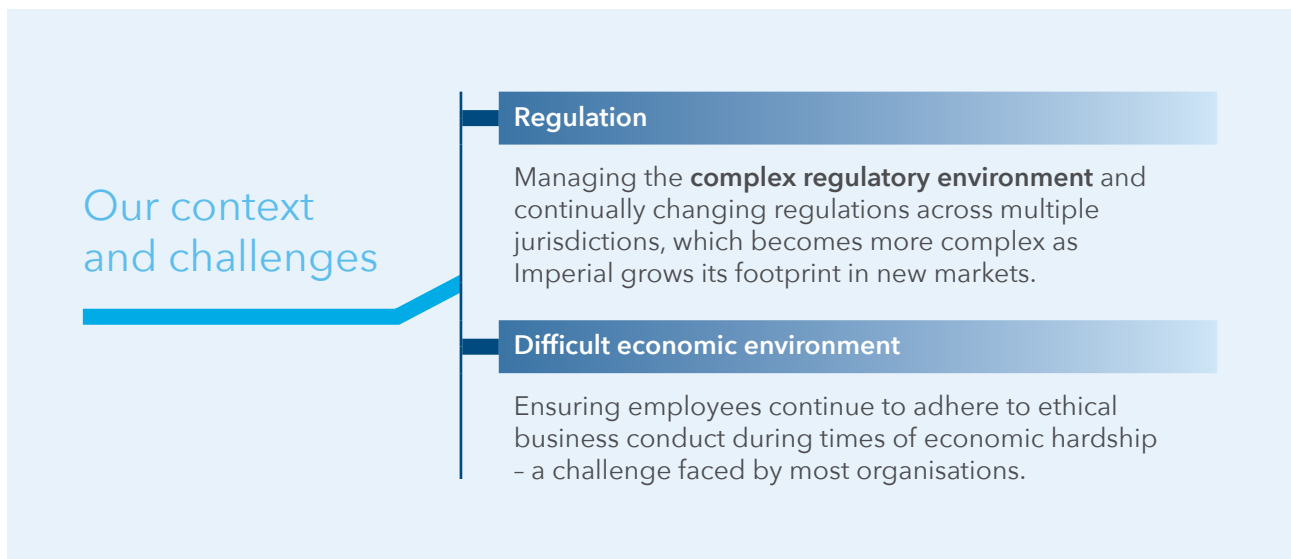 Our context
and challenges
Regulation
Managing the complex regulatory environment and
continually changing regulations across multiple
jurisdictions, which becomes more complex as
Imperial grows its footprint in new markets.
Difficult economic environment
Ensuring employees continue to adhere to ethical
business conduct during times of economic hardship
– a challenge faced by most organisations.